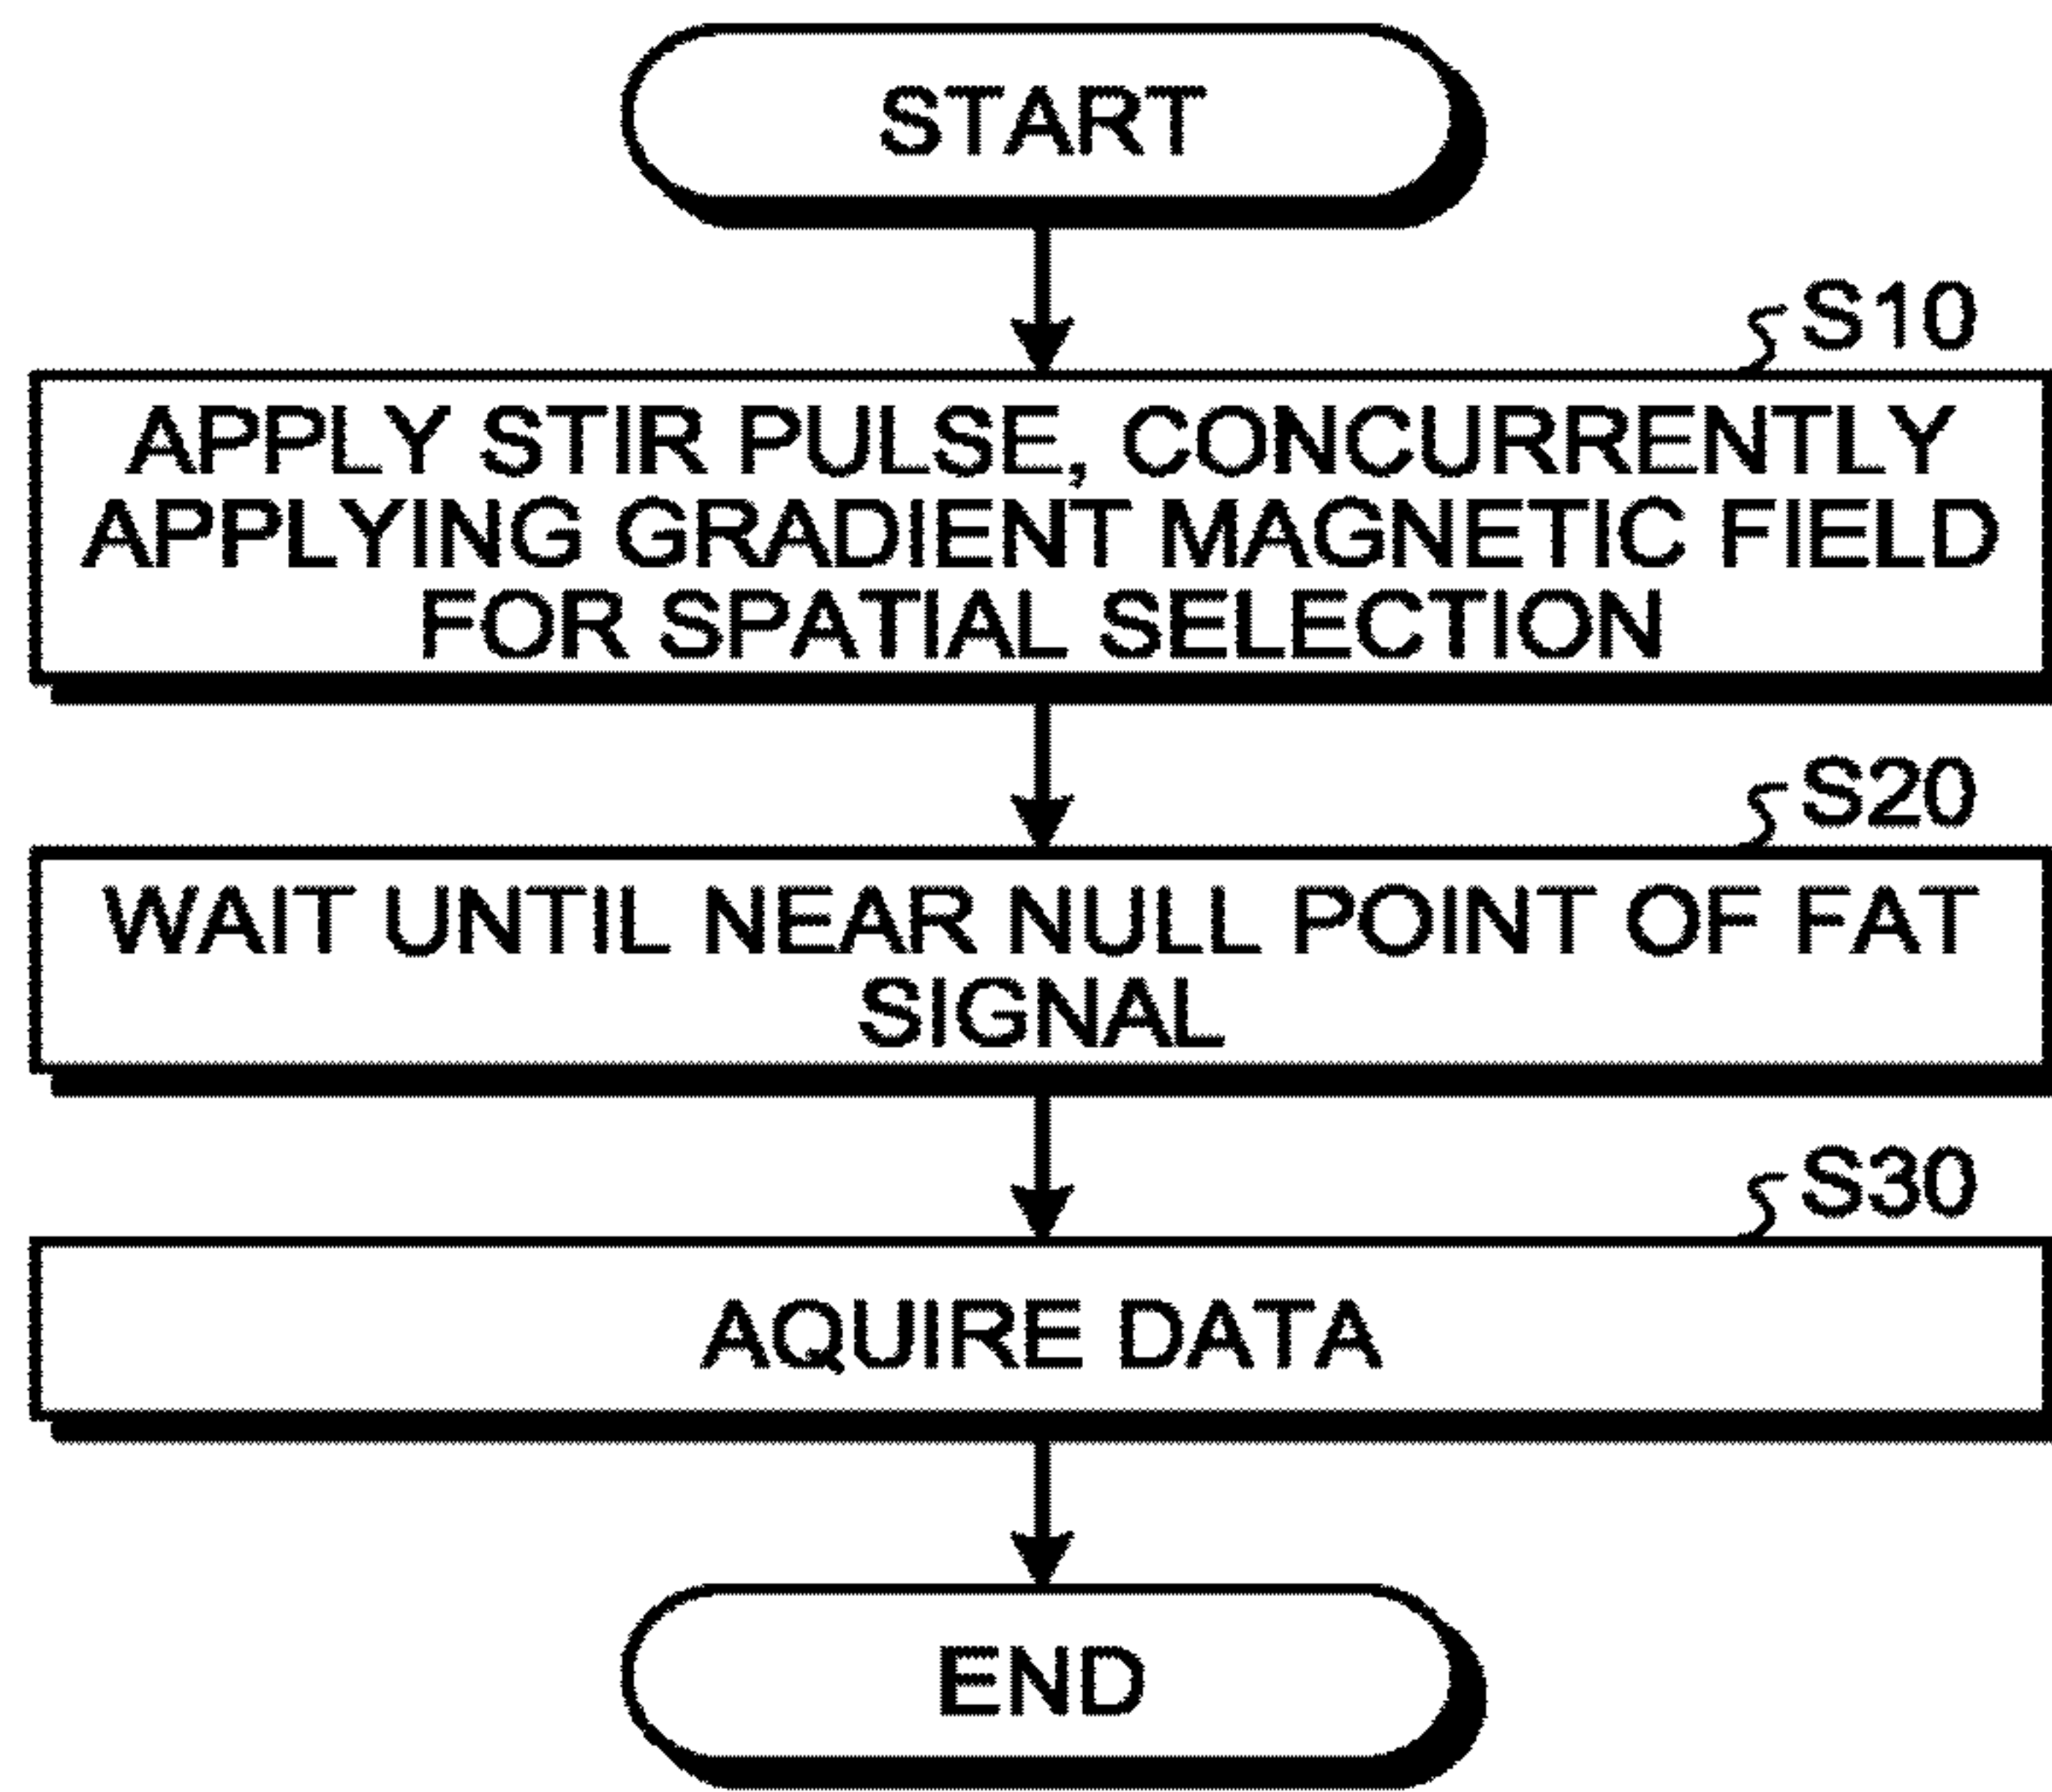 START
S10
APPLY STIR PULSE, CONCURRENTLY
APPLYING GRADIENT MAGNETIC FIELD
FOR SPATIAL SELECTION
S20
WAIT UNTIL NEAR NULL POINT OF FAT
SIGNAL
S30
AQUIRE DATA
END